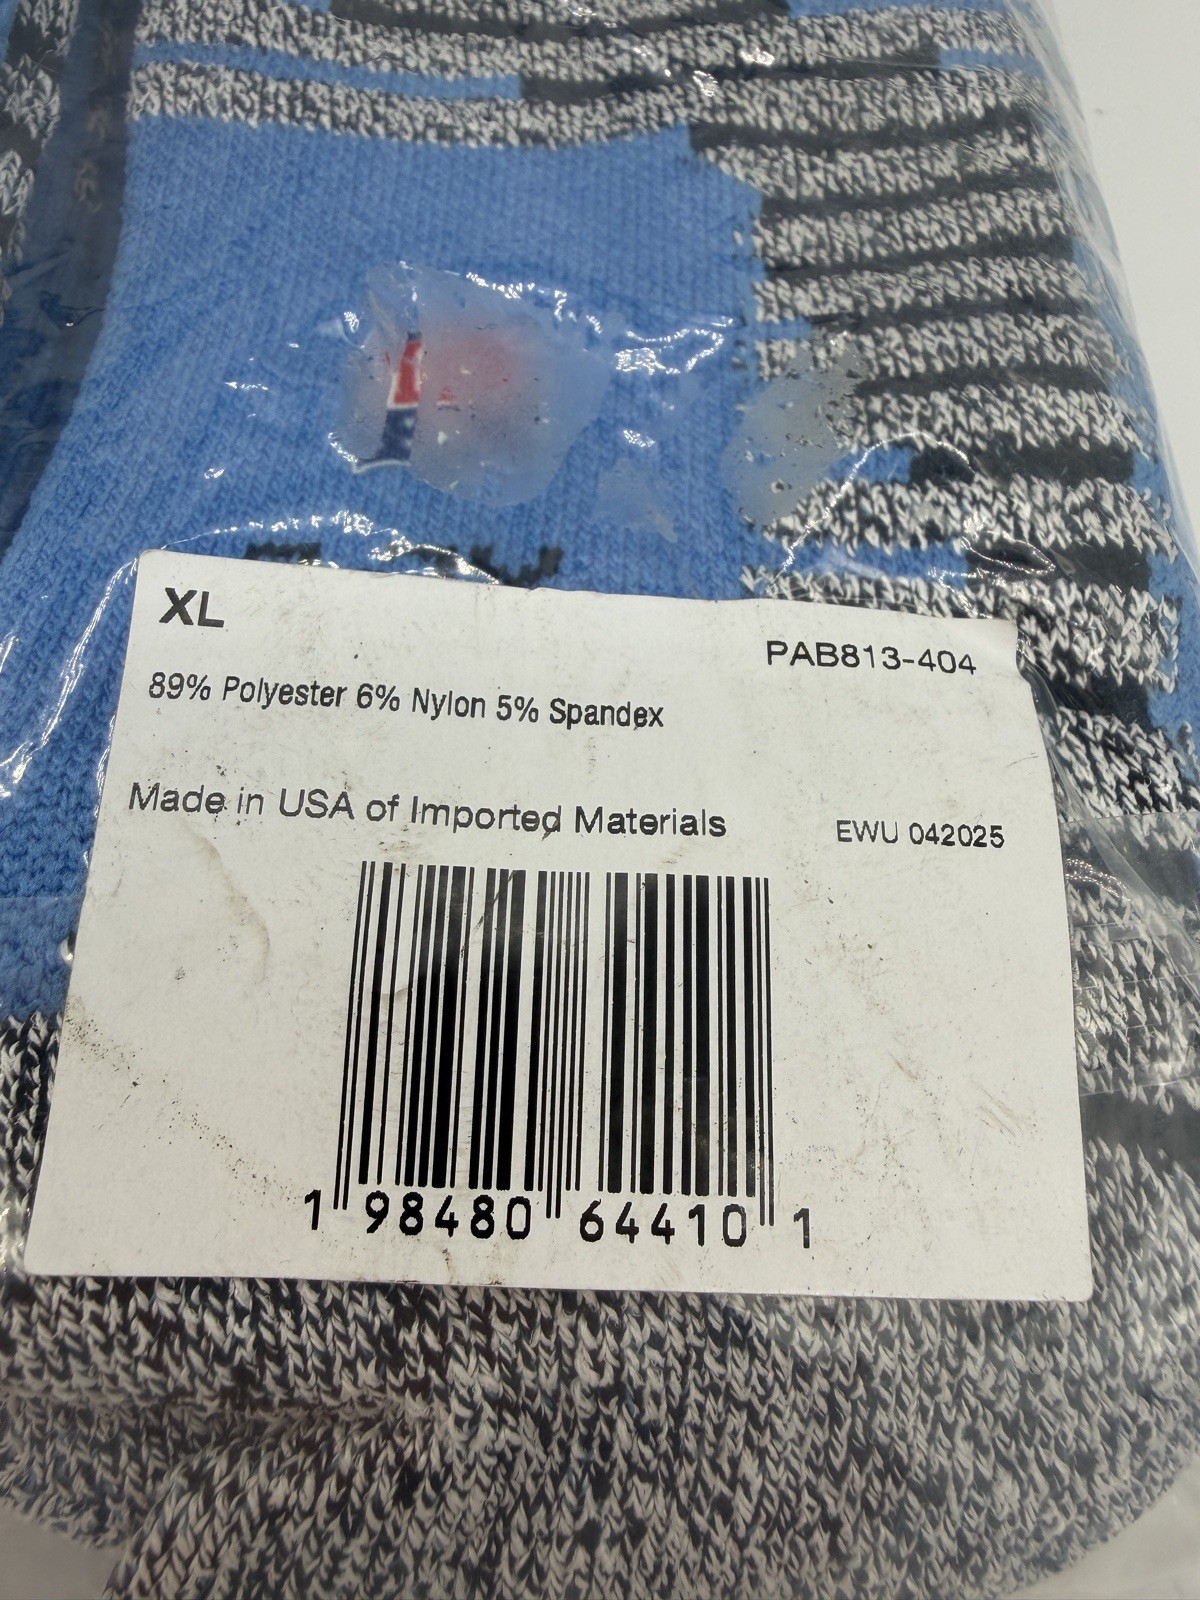 XL
PAB813-404
89% Polyester 6% Nylon 5% Spandex
Made in USA of Imported Materials
EWU 042025
1 98480 64410 1